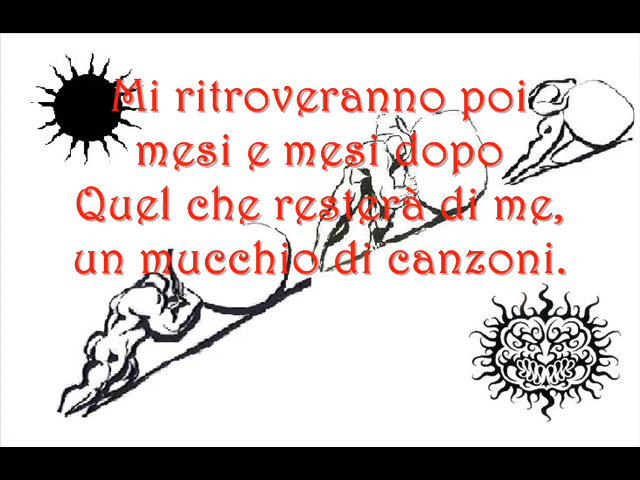 Mi ritroveranno poi
mesi e mesi dopo
Quel che resterà di me,
un mucchio di canzoni.